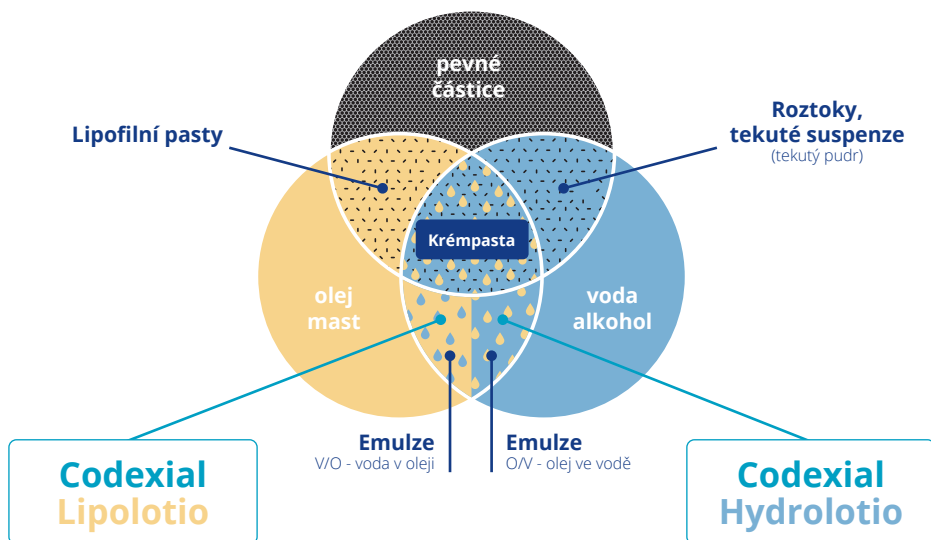 pevné
částice
Lipofilní pasty
Roztoky,
tekuté suspenze
(tekutý pudr)
Krémpasta
olej
mast
voda
alkohol
Emulze
V/O - voda v oleji
Emulze
O/V - olej ve vodě
Codexial
Lipolotio
Codexial
Hydrolotio